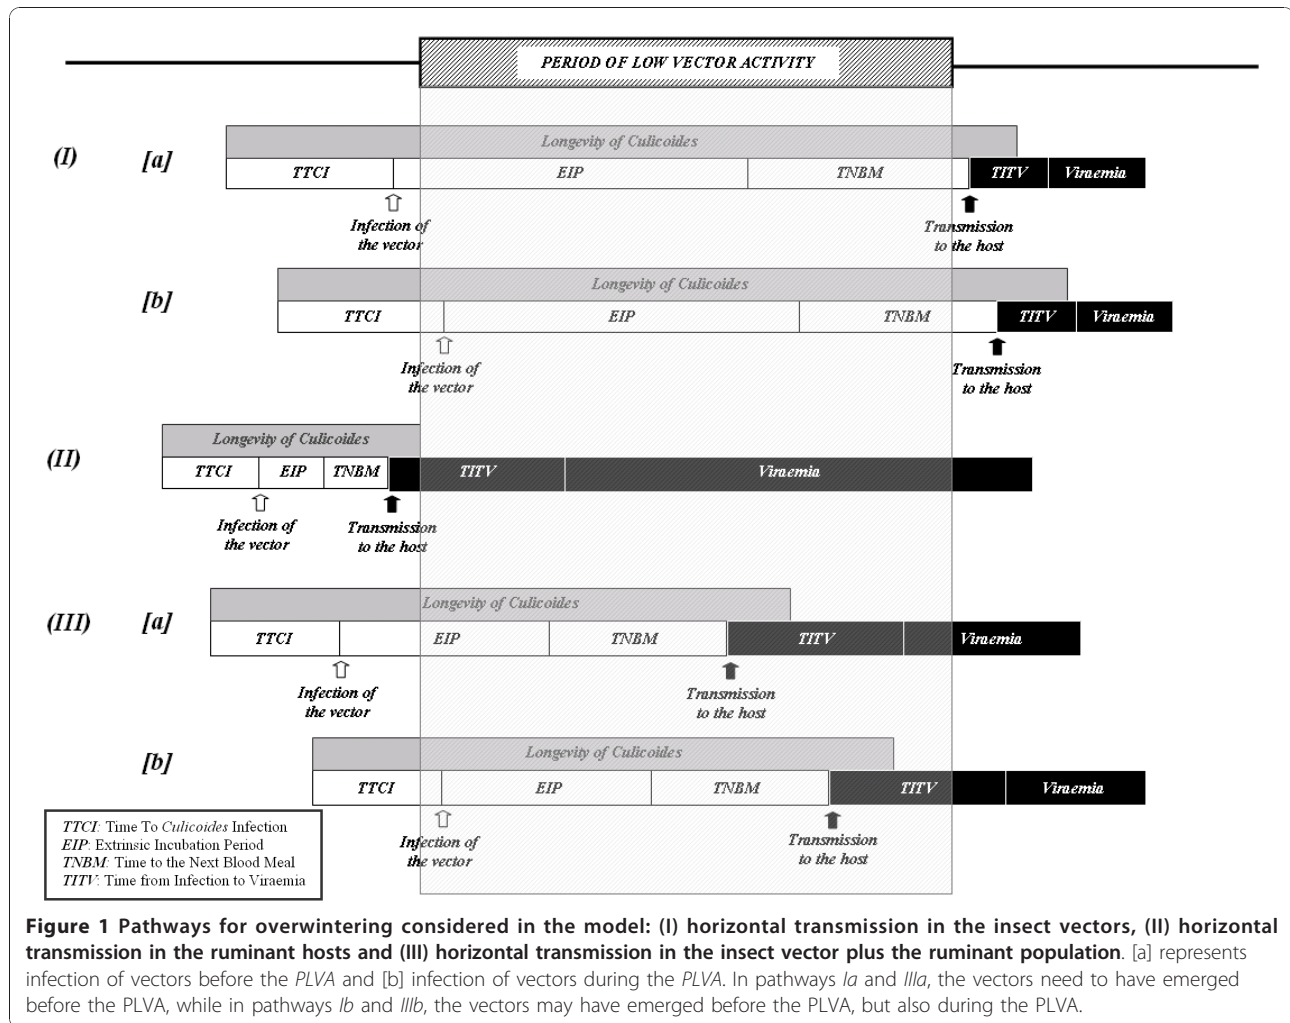 PERIOD OF LOW VECTOR ACTIVITY
(I)
[a]
Longevity of Culicoides
TTCI
EIP
TNBM
TITV
Viraemia
Infection of
the vector
Transmission
to the host
[b]
Longevity of Culicoides
TTCI
EIP
TNBM
TITV
Viraemia
Infection of
the vector
Transmission
to the host
(II)
Longevity of Culicoides
TTCI
EIP
TNBM
TITV
Viraemia
Infection of
the vector
Transmission
to the host
(III)
[a]
Longevity of Culicoides
TTCI
EIP
TNBM
TITV
Viraemia
Infection of
the vector
Transmission
to the host
[b]
Longevity of Culicoides
TTCI
EIP
TNBM
TITV
Viraemia
Infection of
the vector
Transmission
to the host
TTCI: Time To Culicoides Infection
EIP: Extrinsic Incubation Period
TNBM: Time to the Next Blood Meal
TITV: Time from Infection to Viraemia
Figure 1 Pathways for overwintering considered in the model: (I) horizontal transmission in the insect vectors, (II) horizontal
transmission in the ruminant hosts and (III) horizontal transmission in the insect vector plus the ruminant population. [a] represents
infection of vectors before the PLVA and [b] infection of vectors during the PLVA. In pathways Ia and IIIa, the vectors need to have emerged
before the PLVA, while in pathways Ib and IIIb, the vectors may have emerged before the PLVA, but also during the PLVA.